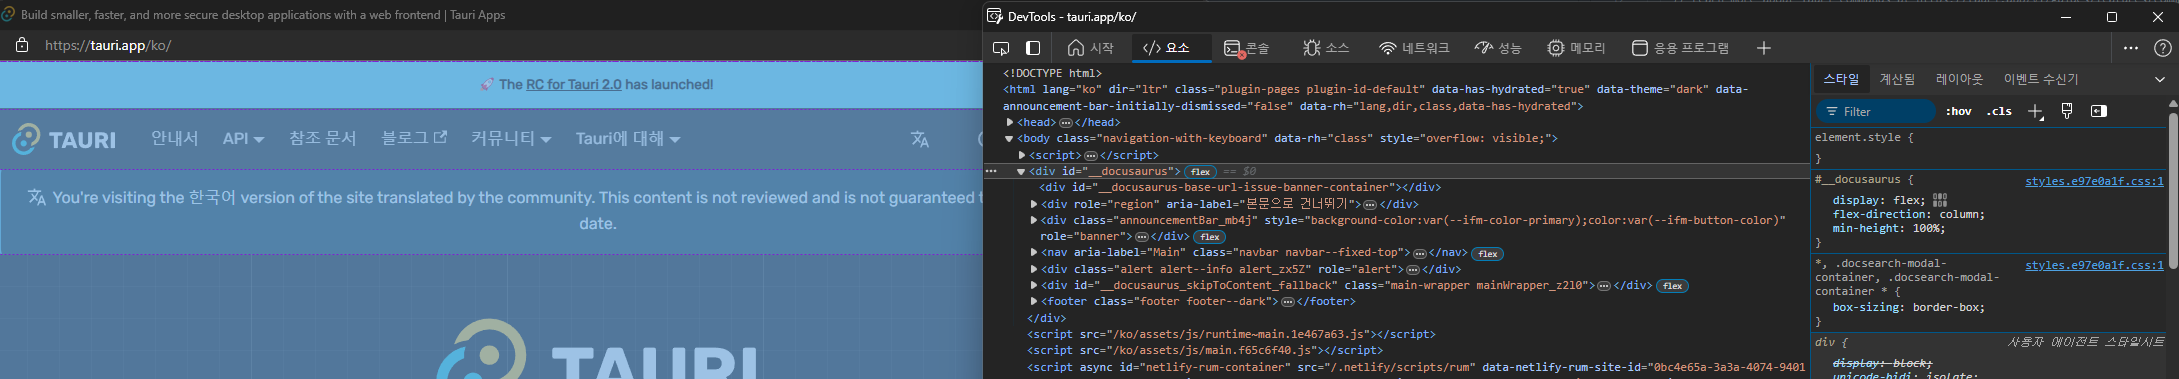 Build smaller, faster, and more secure desktop applications with a web frontend | Tauri Apps
https://tauri.app/ko/
🚀 The RC for Tauri 2.0 has launched!
TAURI 안내서 API 참조 문서 블로그 커뮤니티 Tauri에 대해
You're visiting the 한국어 version of the site translated by the community. This content is not reviewed and is not guaranteed t
date.
TAURI
DevTools - tauri.app/ko/
시작 </> 요소 콘솔 소스 네트워크 성능 메모리 응용 프로그램
<!DOCTYPE html>
<html lang="ko" dir="ltr" class="plugin-pages plugin-id-default" data-has-hydrated="true" data-theme="dark" data-
announcement-bar-initially-dismissed="false" data-rh="lang,dir,class,data-has-hydrated">
<head>…</head>
<body class="navigation-with-keyboard" data-rh="class" style="overflow: visible;">
<script>…</script>
<div id="__docusaurus"> flex == $0
<div id="__docusaurus-base-url-issue-banner-container"></div>
<div role="region" aria-label="본문으로 건너뛰기">…</div>
<div class="announcementBar_mb4j" style="background-color:var(--ifm-color-primary);color:var(--ifm-button-color)"
role="banner">…</div> flex
<nav aria-label="Main" class="navbar navbar--fixed-top">…</nav> flex
<div class="alert alert--info alert_zx5Z" role="alert">…</div>
<div id="__docusaurus_skipToContent_fallback" class="main-wrapper mainWrapper_z2l0">…</div> flex
<footer class="footer footer--dark">…</footer>
</div>
<script src="/ko/assets/js/runtime~main.1e467a63.js"></script>
<script src="/ko/assets/js/main.f65c6f40.js"></script>
<script async id="netlify-rum-container" src="/.netlify/scripts/rum" data-netlify-rum-site-id="0bc4e65a-3a3a-4074-9401
스타일 계산됨 레이아웃 이벤트 수신기
Filter :hov .cls
element.style {
}
#__docusaurus { styles.e97e0a1f.css:1
display: flex;
flex-direction: column;
min-height: 100%;
}
*, .docsearch-modal- styles.e97e0a1f.css:1
container, .docsearch-modal-
container * {
box-sizing: border-box;
}
div { 사용자 에이전트 스타일시트
display: block;
unicode-bidi: isolate;